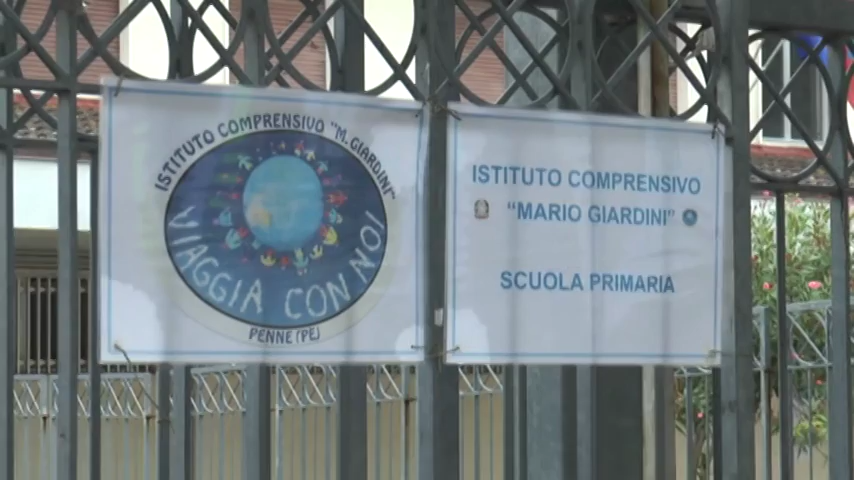 ISTITUTO COMPRENSIVO "M. GIARDINI"
VIAGGIA CON NOI
PENNE (PE)
ISTITUTO COMPRENSIVO
"MARIO GIARDINI"
SCUOLA PRIMARIA